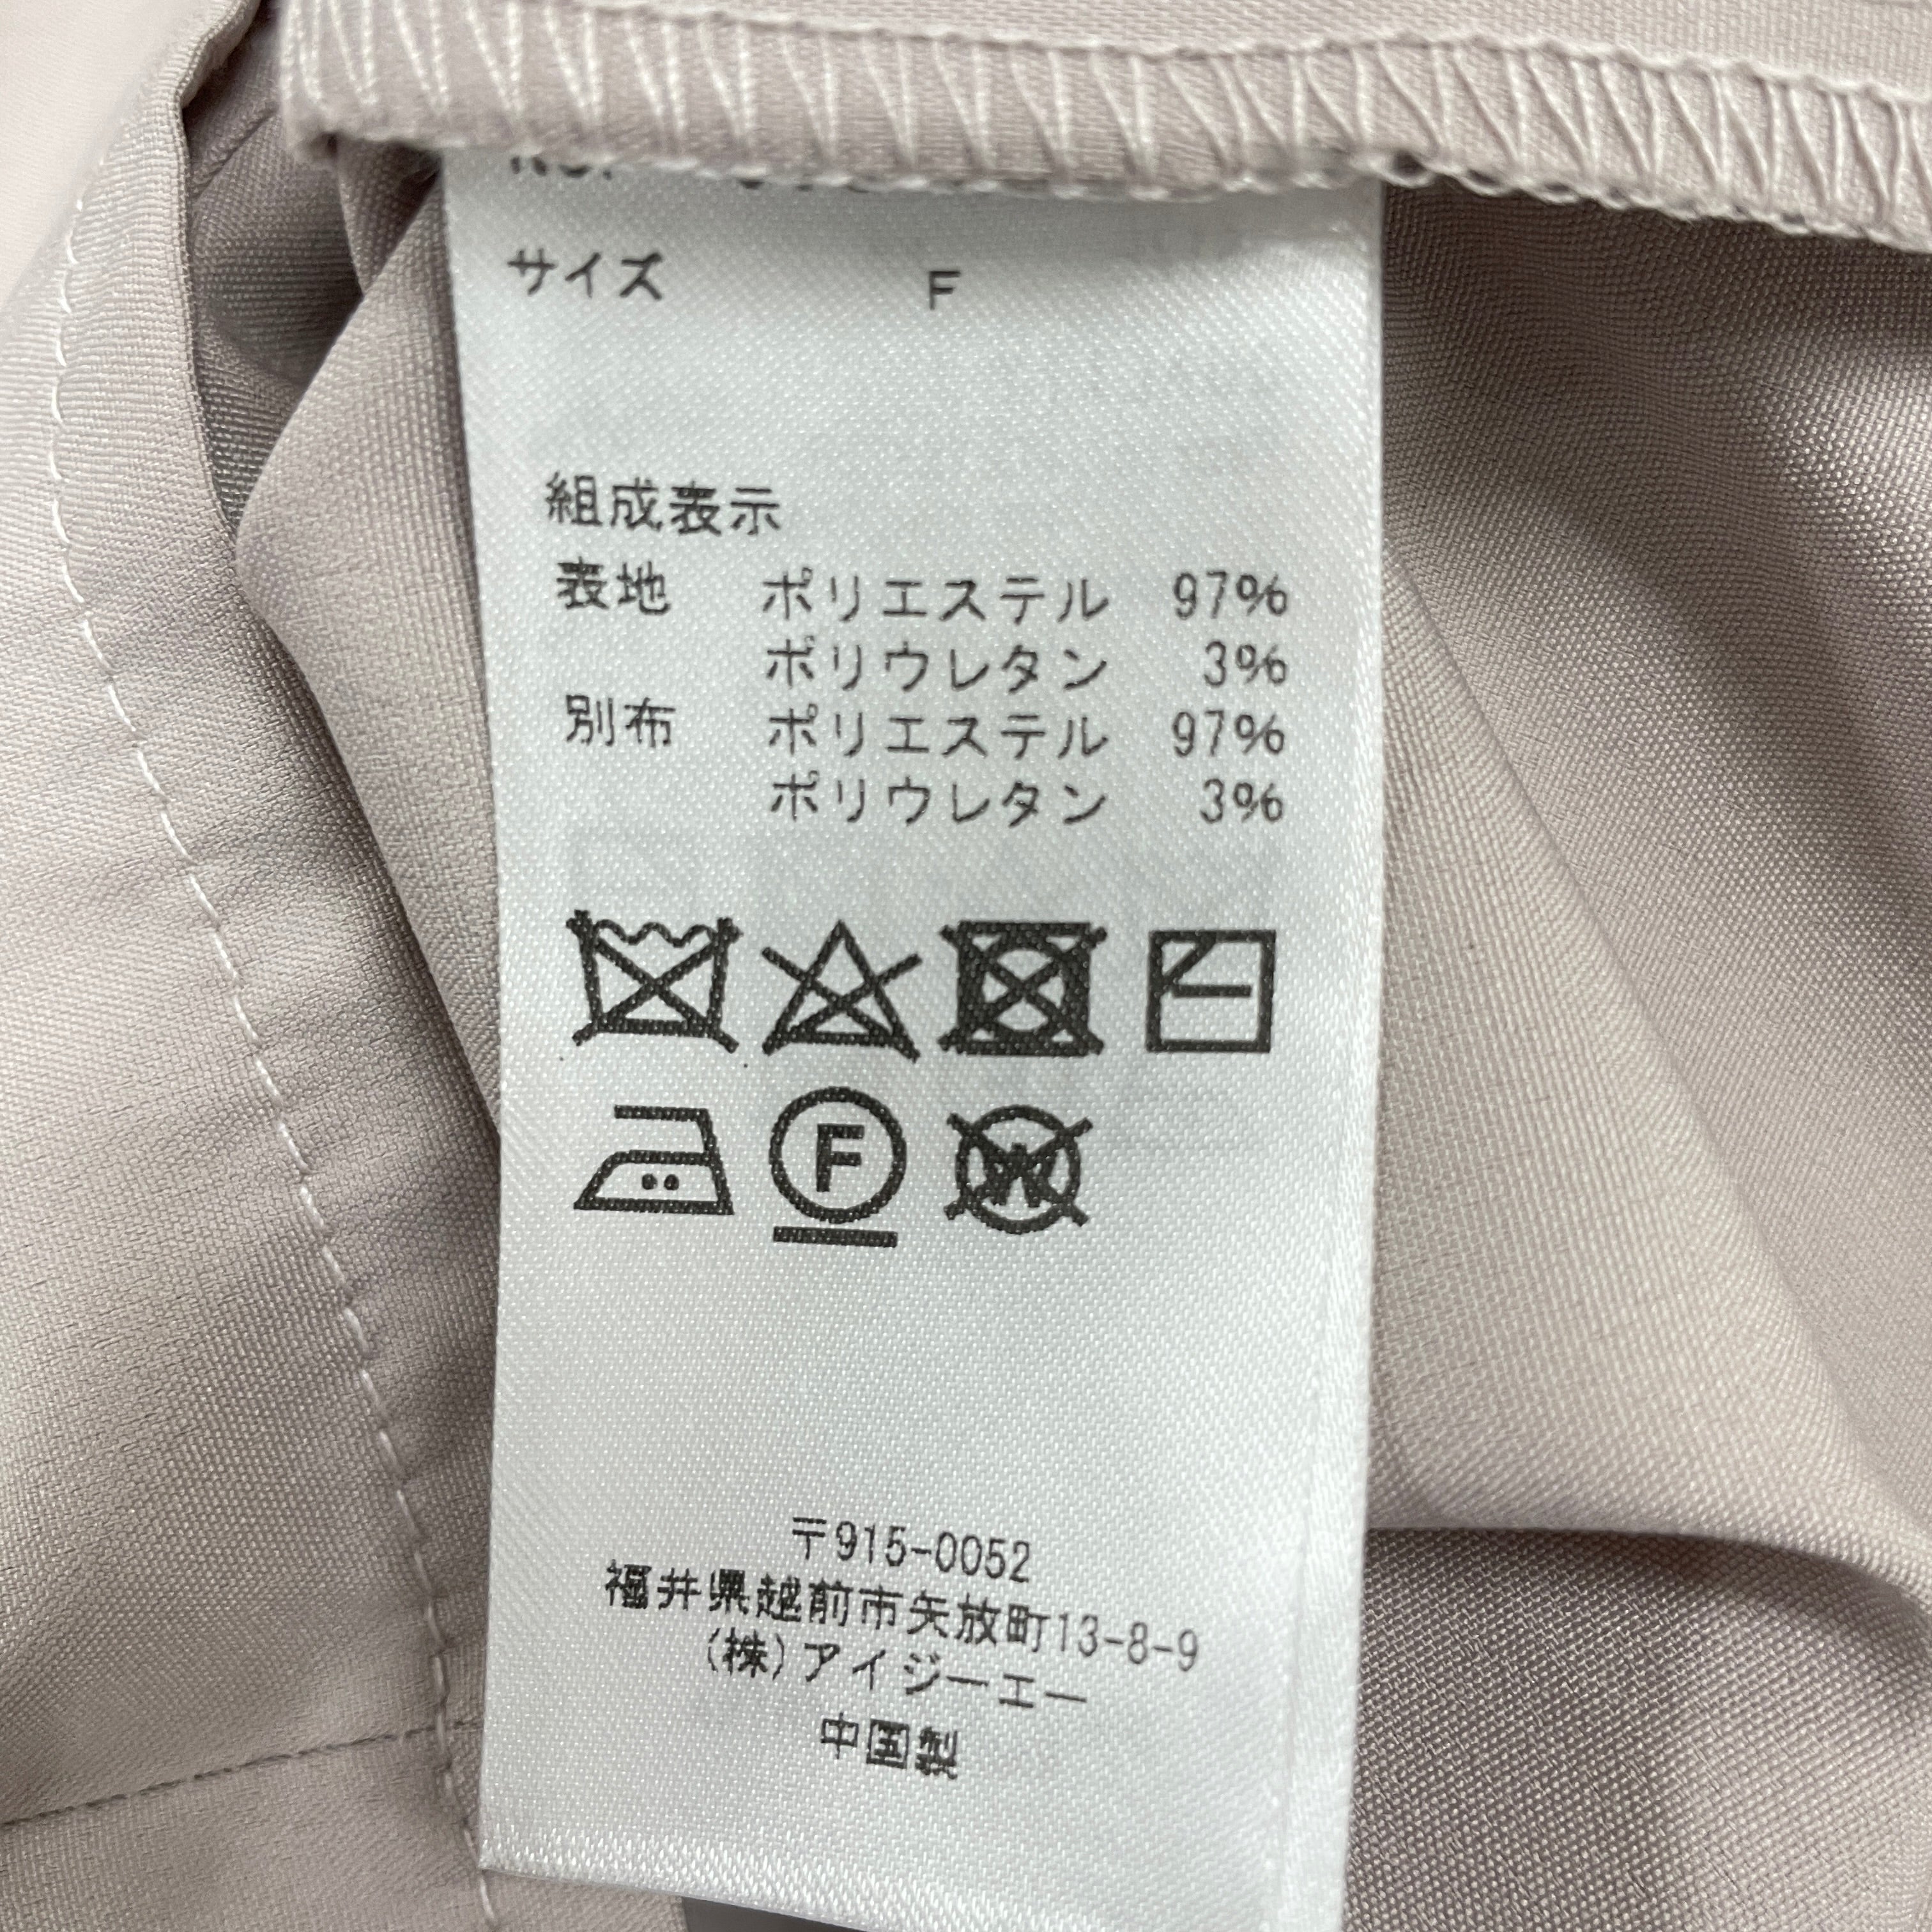 サイズ F
組成表示
表地 ポリエステル 97%
ポリウレタン 3%
別布 ポリエステル 97%
ポリウレタン 3%
F
W
〒915-0052
福井県越前市矢放町13-8-9
(株)アイジーエー
中国製